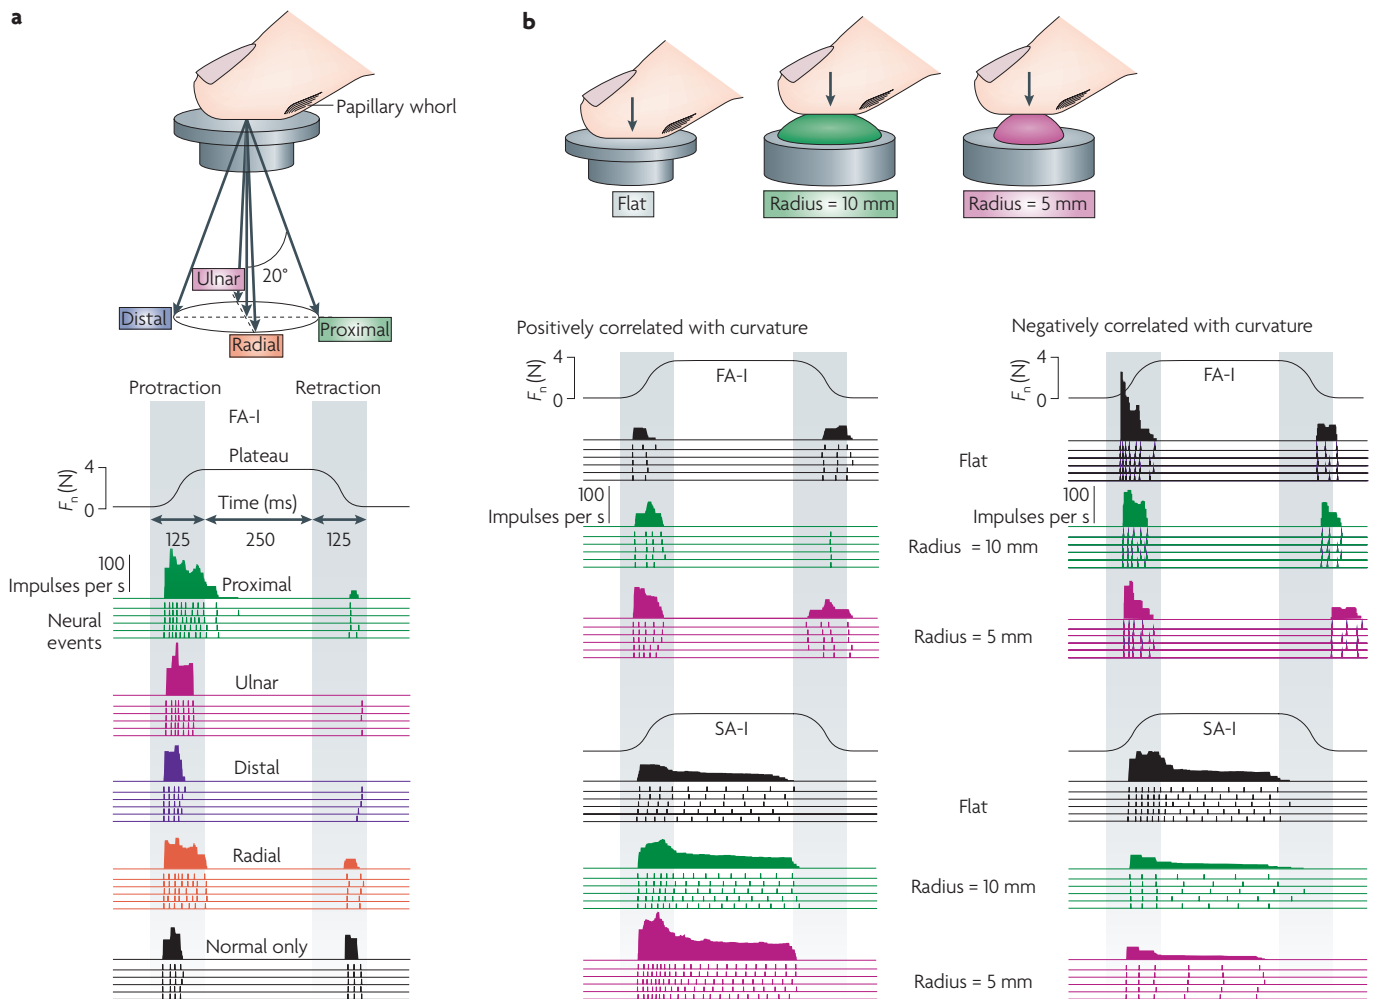 a
Papillary whorl
20°
Ulnar
Distal
Proximal
Radial
Protraction
Retraction
FA-I
Plateau
4
Fn (N)
0
Time (ms)
125
250
125
100
Impulses per s
Proximal
Neural
events
Ulnar
Distal
Radial
Normal only
b
Flat
Radius = 10 mm
Radius = 5 mm
Positively correlated with curvature
Negatively correlated with curvature
4
Fn (N)
0
FA-I
4
Fn (N)
0
FA-I
Flat
100
Impulses per s
100
Impulses per s
Radius = 10 mm
Radius = 5 mm
SA-I
SA-I
Flat
Radius = 10 mm
Radius = 5 mm